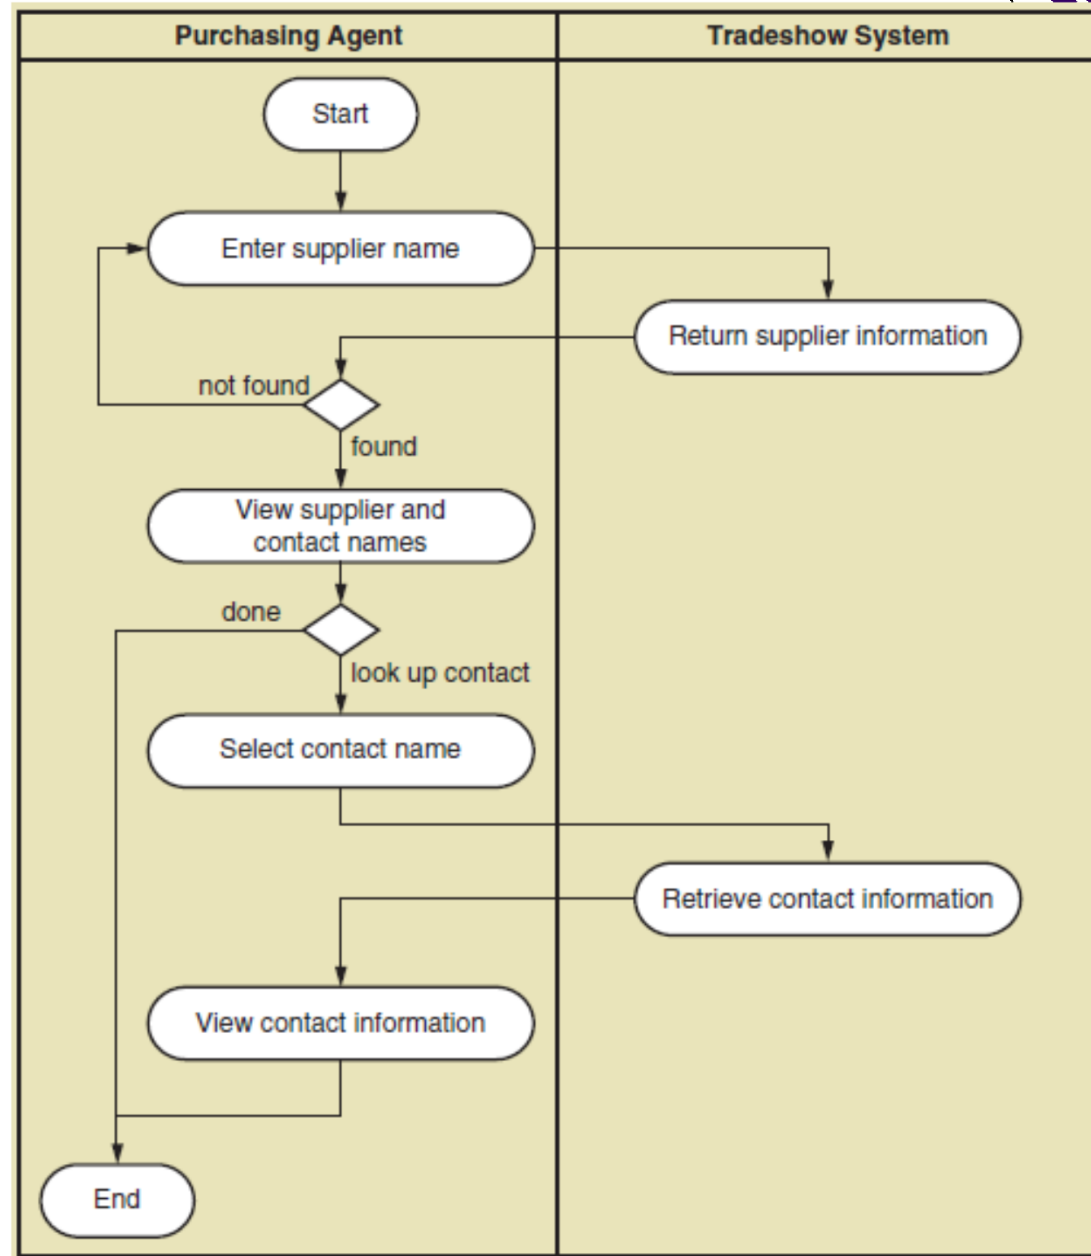 Purchasing Agent
Tradeshow System
Start
Enter supplier name
Return supplier information
not found
found
View supplier and
contact names
done
look up contact
Select contact name
Retrieve contact information
View contact information
End